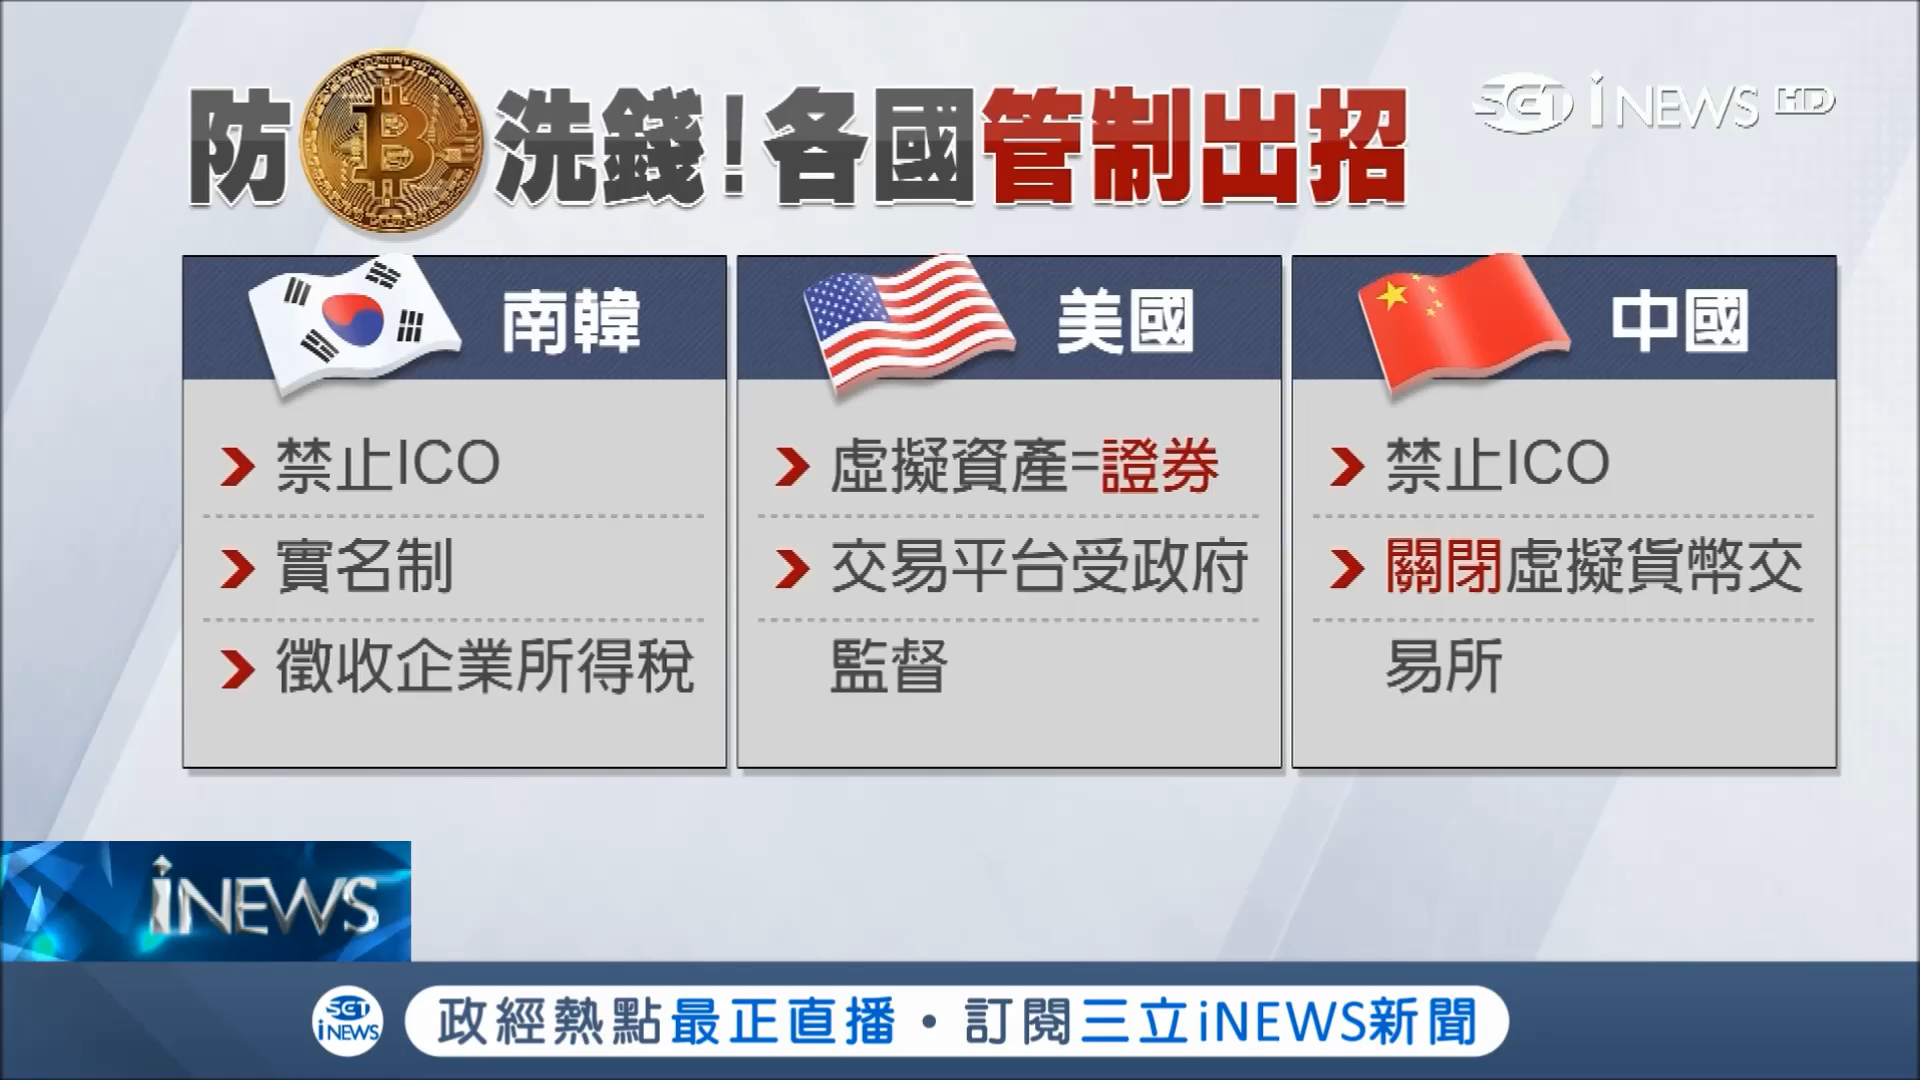 防洗錢!各國管制出招
SET iNEWS HD
南韓
禁止ICO
實名制
徵收企業所得稅
美國
虛擬資產=證券
交易平台受政府
監督
中國
禁止ICO
關閉虛擬貨幣交
易所
iNEWS
SET
iNEWS
政經熱點最正直播・訂閱三立iNEWS新聞